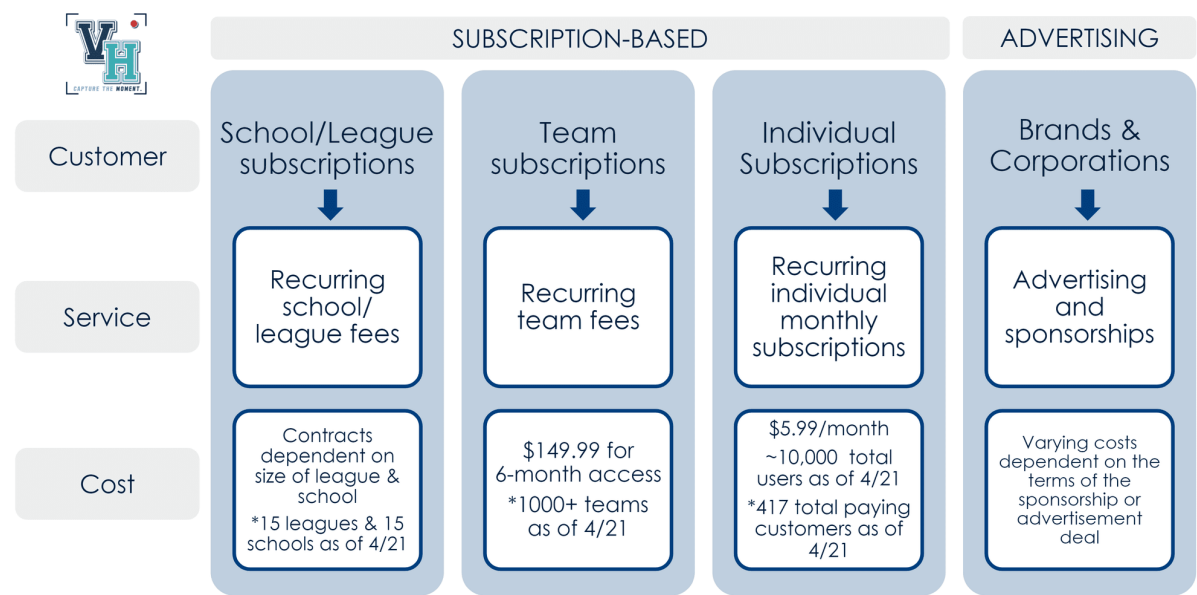 VH
CAPTURE THE MOMENT.
SUBSCRIPTION-BASED
ADVERTISING
Customer
School/League
subscriptions
Team
subscriptions
Individual
Subscriptions
Brands &
Corporations
Service
Recurring
school/
league fees
Recurring
team fees
Recurring
individual
monthly
subscriptions
Advertising
and
sponsorships
Cost
Contracts
dependent on
size of league &
school
*15 leagues & 15
schools as of 4/21
$149.99 for
6-month access
*1000+ teams
as of 4/21
$5.99/month
~10,000 total
users as of 4/21
*417 total paying
customers as of
4/21
Varying costs
dependent on the
terms of the
sponsorship or
advertisement
deal